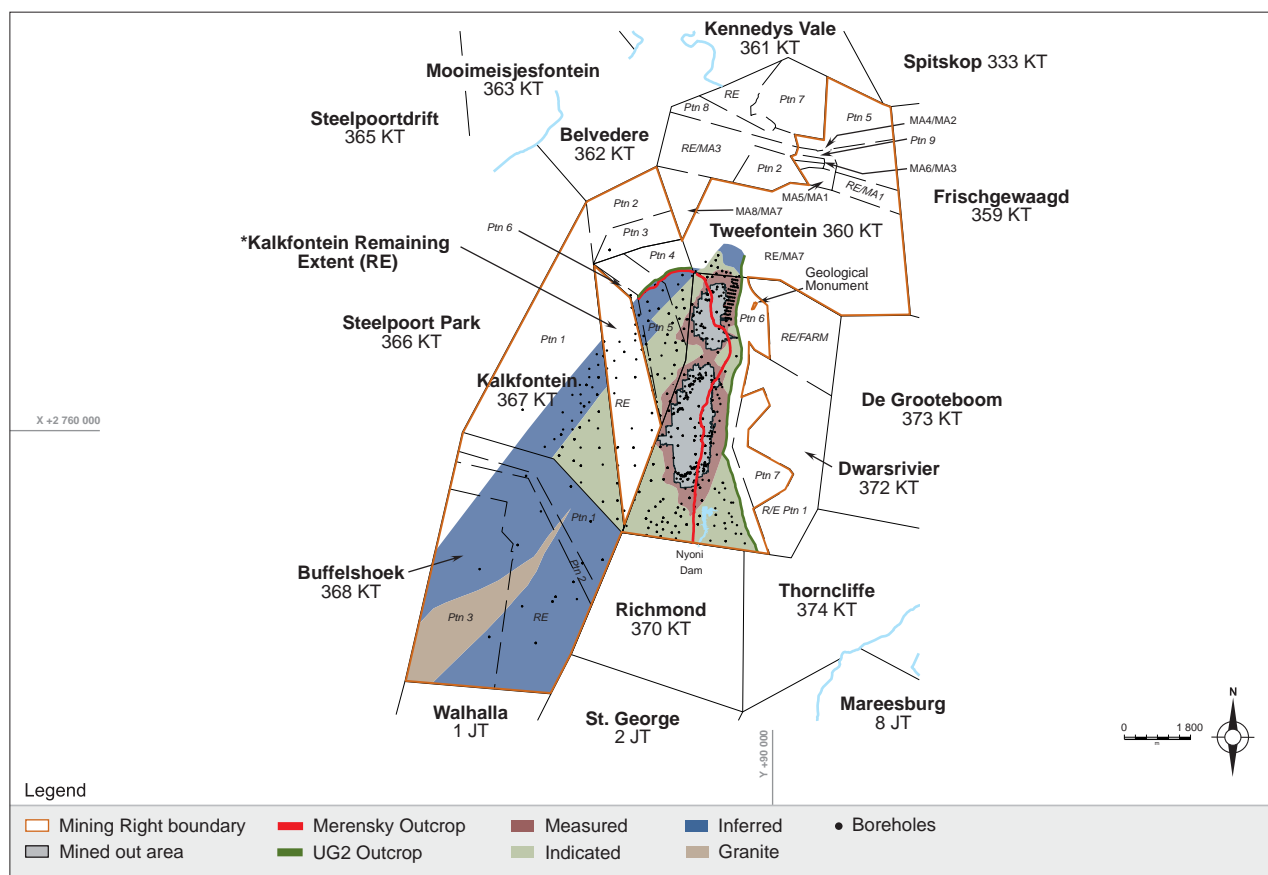 Kennedys Vale
361 KT
Spitskop 333 KT
Mooimeisjesfontein
363 KT
Steelpoortdrift
365 KT
Belvedere
362 KT
RE
Ptn 7
Ptn 8
Ptn 5
MA4/MA2
Ptn 9
RE/MA3
Ptn 2
MA6/MA3
RE/MA1
MA5/MA1
Frischgewaagd
359 KT
Ptn 2
MA8/MA7
Ptn 6
Ptn 3
Tweefontein 360 KT
*Kalkfontein Remaining
Extent (RE)
Ptn 4
RE/MA7
Geological
Monument
Steelpoort Park
366 KT
Ptn 1
Ptn 5
Ptn 6
RE/FARM
Kalkfontein
367 KT
RE
De Grooteboom
373 KT
X +2 760 000
Dwarsrivier
372 KT
Ptn 7
R/E Ptn 1
Ptn 1
Nyoni
Dam
Buffelshoek
368 KT
Ptn 2
Richmond
370 KT
Thorncliffe
374 KT
Ptn 3
RE
Walhalla
1 JT
St. George
2 JT
Mareesburg
8 JT
Y +90 000
N
0 1 800
m
Legend
Mining Right boundary
Merensky Outcrop
Measured
Inferred
Boreholes
Mined out area
UG2 Outcrop
Indicated
Granite